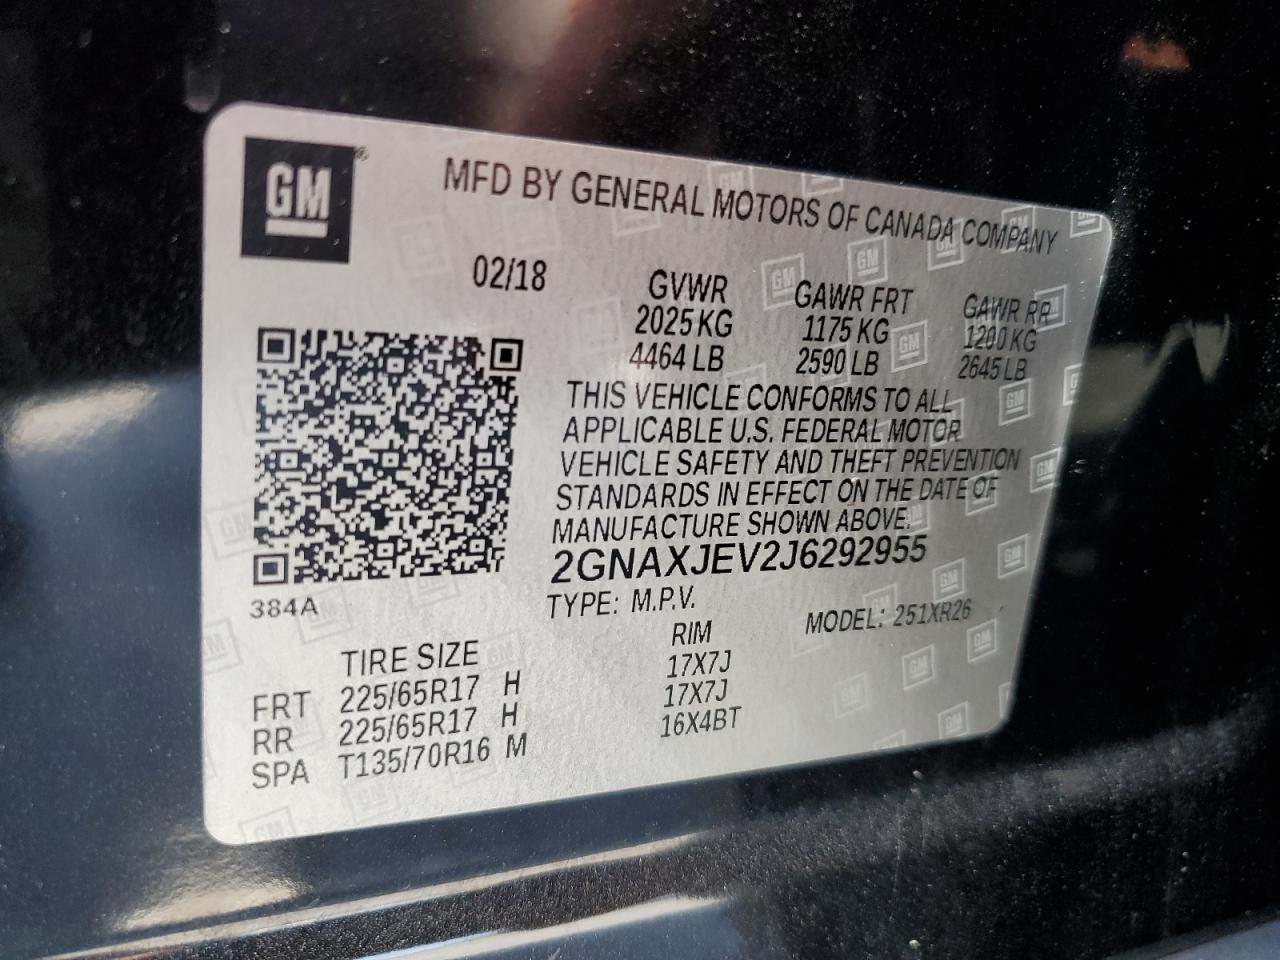 GM
MFD BY GENERAL MOTORS OF CANADA COMPANY
02/18
GVWR GAWR FRT GAWR RR
2025 KG 1175 KG 1200 KG
4464 LB 2590 LB 2645 LB
THIS VEHICLE CONFORMS TO ALL
APPLICABLE U.S. FEDERAL MOTOR
VEHICLE SAFETY AND THEFT PREVENTION
STANDARDS IN EFFECT ON THE DATE OF
MANUFACTURE SHOWN ABOVE.
2GNAXJEV2J6292955
384A
TYPE: M.P.V. MODEL: 251XR26
TIRE SIZE RIM
FRT 225/65R17 H 17X7J
RR 225/65R17 H 17X7J
SPA T135/70R16 M 16X4BT